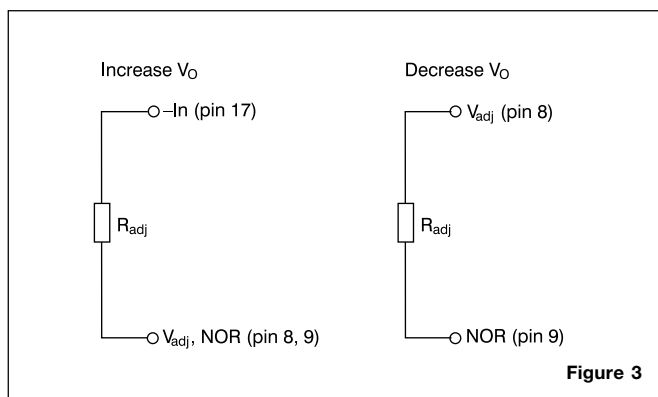 Increase VO
Decrease VO
–In (pin 17)
Vadj (pin 8)
Radj
Radj
Vadj, NOR (pin 8, 9)
NOR (pin 9)
Figure 3